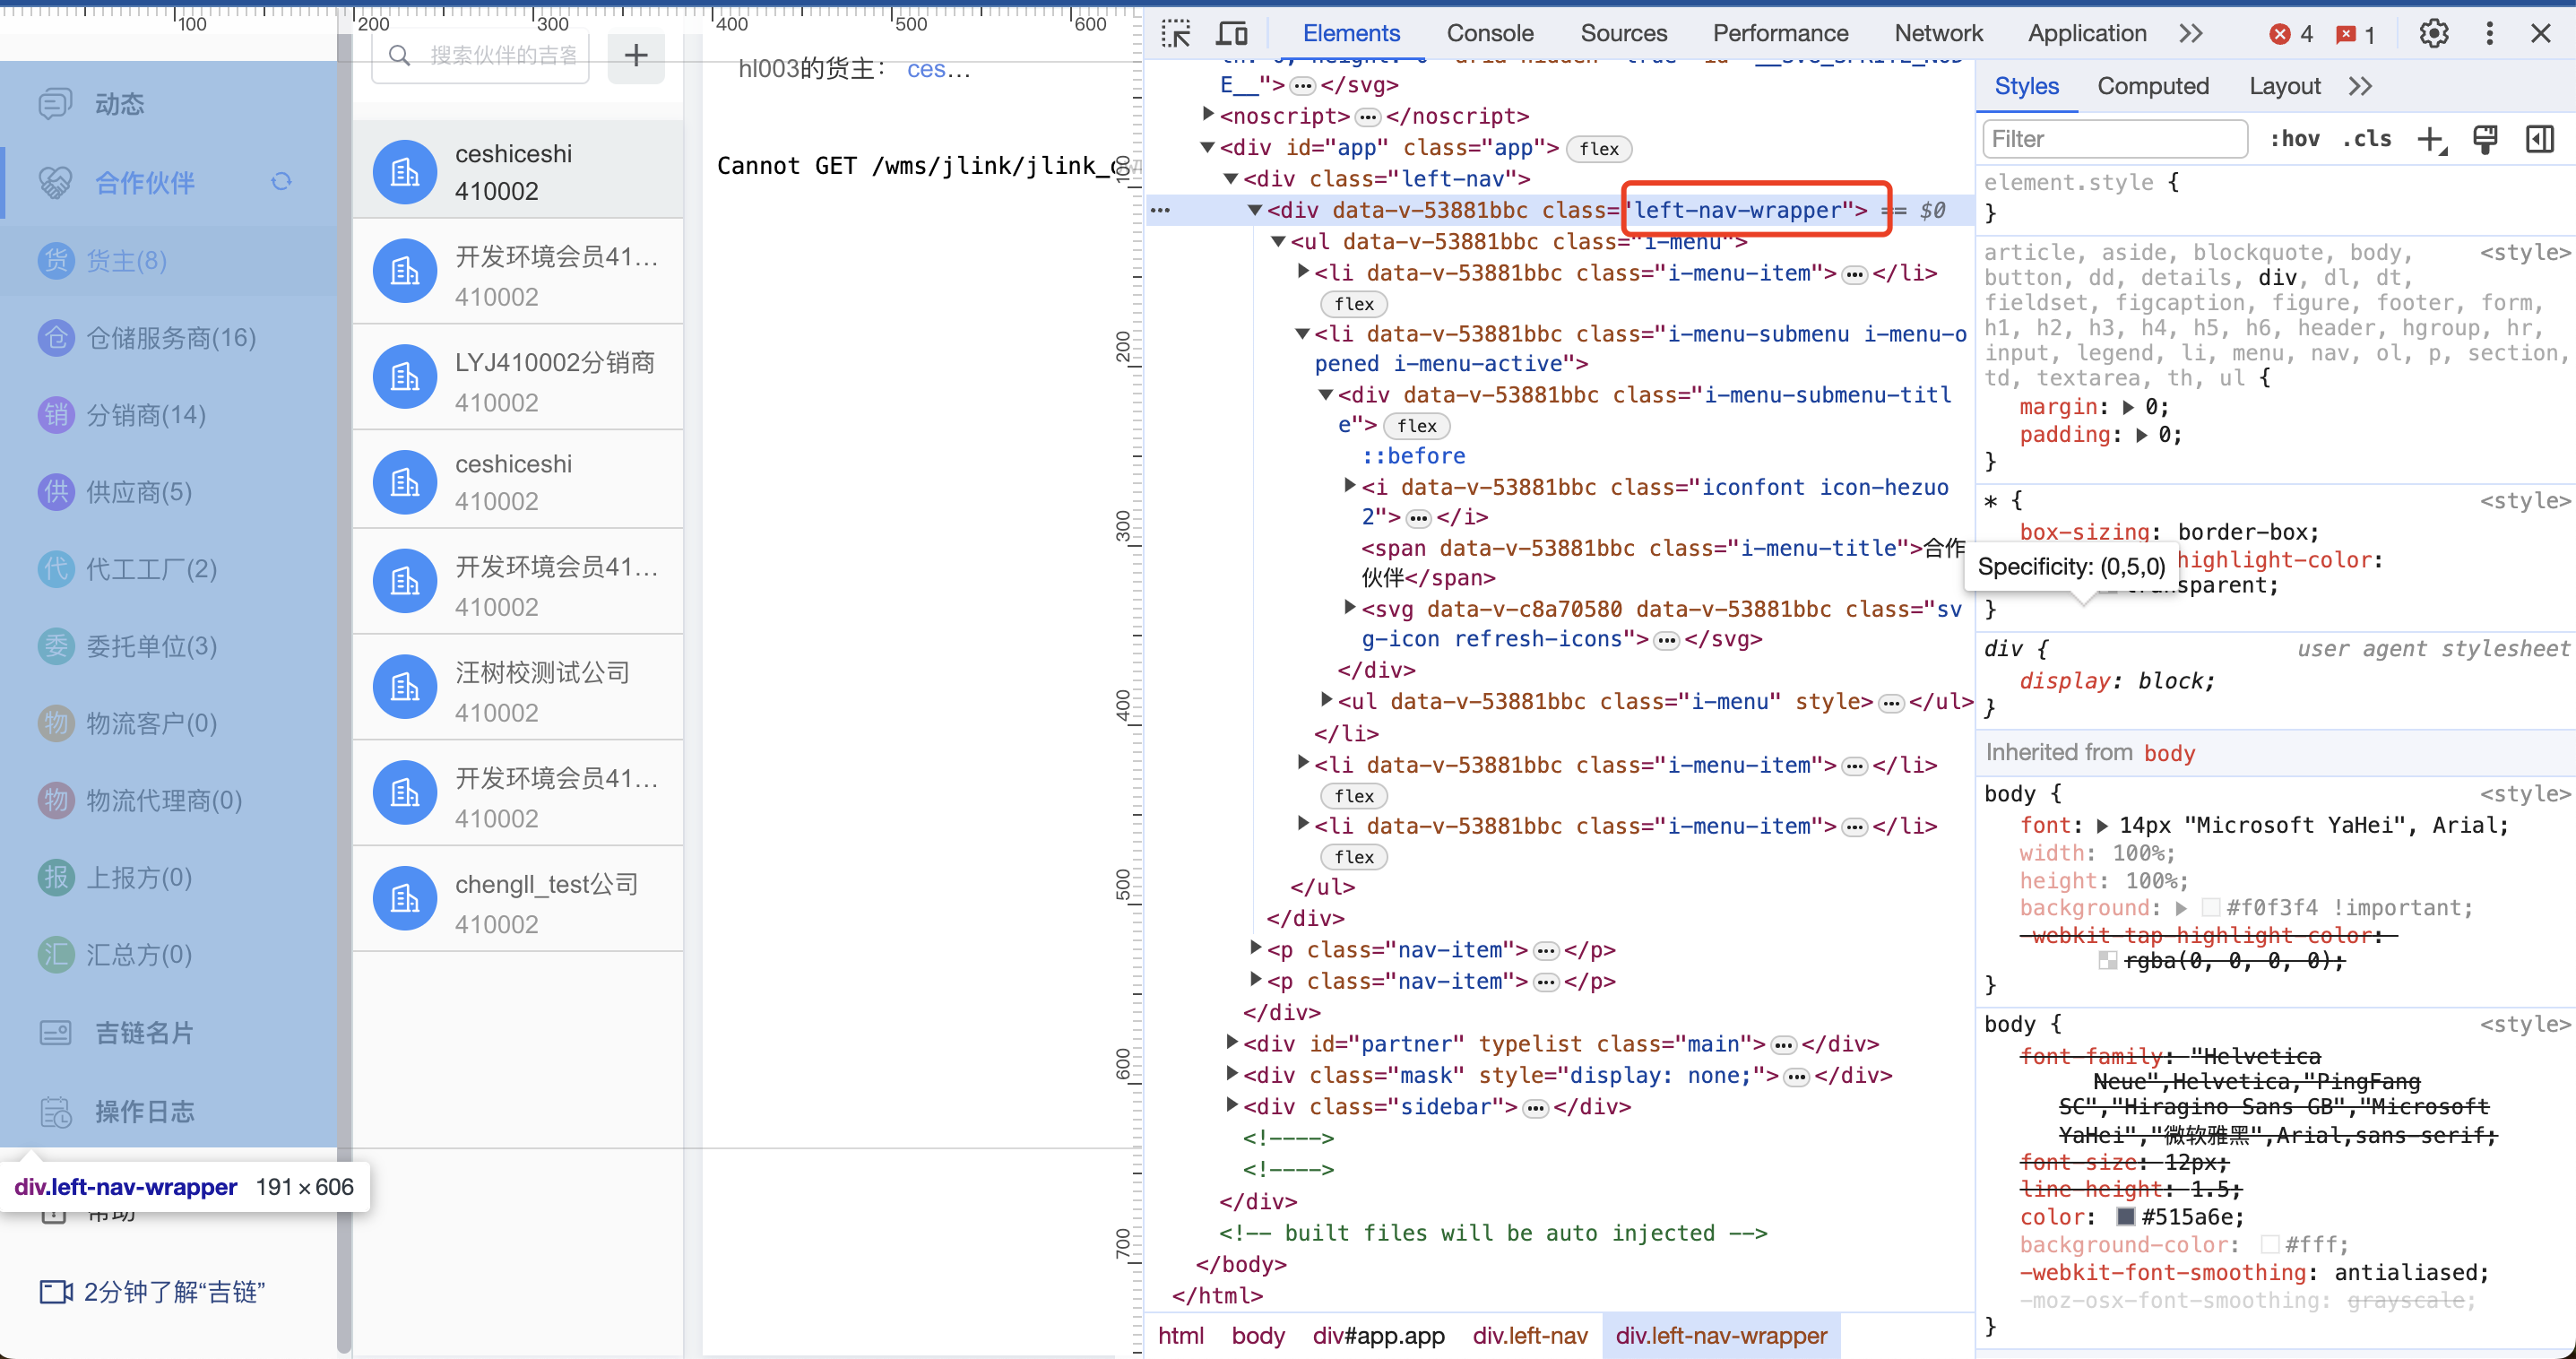 100
200
300
400
500
600
动态
合作伙伴
货 货主(8)
仓 仓储服务商(16)
销 分销商(14)
供 供应商(5)
代 代工工厂(2)
委 委托单位(3)
物 物流客户(0)
物 物流代理商(0)
报 上报方(0)
汇 汇总方(0)
吉链名片
操作日志
div.left-nav-wrapper 191 × 606
帮助
2分钟了解“吉链”
搜索伙伴的吉客
ceshiceshi
410002
开发环境会员41...
410002
LYJ410002分销商
410002
ceshiceshi
410002
开发环境会员41...
410002
汪树校测试公司
410002
开发环境会员41...
410002
chengll_test公司
410002
hl003的货主： ces...
Cannot GET /wms/jlink/jlink_
100
200
300
400
500
600
700
Elements Console Sources Performance Network Application 4 1
E__">…</svg>
<noscript>…</noscript>
<div id="app" class="app"> flex
<div class="left-nav">
<div data-v-53881bbc class="left-nav-wrapper"> == $0
<ul data-v-53881bbc class="i-menu">
<li data-v-53881bbc class="i-menu-item">…</li>
flex
<li data-v-53881bbc class="i-menu-submenu i-menu-o
pened i-menu-active">
<div data-v-53881bbc class="i-menu-submenu-titl
e"> flex
::before
<i data-v-53881bbc class="iconfont icon-hezuo
2">…</i>
<span data-v-53881bbc class="i-menu-title">合作
伙伴</span>
<svg data-v-c8a70580 data-v-53881bbc class="sv
g-icon refresh-icons">…</svg>
</div>
<ul data-v-53881bbc class="i-menu" style>…</ul>
</li>
<li data-v-53881bbc class="i-menu-item">…</li>
flex
<li data-v-53881bbc class="i-menu-item">…</li>
flex
</ul>
</div>
<p class="nav-item">…</p>
<p class="nav-item">…</p>
</div>
<div id="partner" typelist class="main">…</div>
<div class="mask" style="display: none;">…</div>
<div class="sidebar">…</div>
<!---->
<!---->
</div>
<!-- built files will be auto injected -->
</body>
</html>
html body div#app.app div.left-nav div.left-nav-wrapper
Styles Computed Layout
Filter :hov .cls
element.style {
}
article, aside, blockquote, body, <style>
button, dd, details, div, dl, dt,
fieldset, figcaption, figure, footer, form,
h1, h2, h3, h4, h5, h6, header, hgroup, hr,
input, legend, li, menu, nav, ol, p, section,
td, textarea, th, ul {
margin: 0;
padding: 0;
}
* { <style>
box-sizing: border-box;
highlight-color:
Specificity: (0,5,0)
transparent;
}
div { user agent stylesheet
display: block;
}
Inherited from body
body { <style>
font: 14px "Microsoft YaHei", Arial;
width: 100%;
height: 100%;
background: #f0f3f4 !important;
-webkit-tap-highlight-color:
rgba(0, 0, 0, 0);
}
body { <style>
font-family: "Helvetica
Neue",Helvetica,"PingFang
SC","Hiragino Sans GB","Microsoft
YaHei","微软雅黑",Arial,sans-serif;
font-size: 12px;
line-height: 1.5;
color: #515a6e;
background-color: #fff;
-webkit-font-smoothing: antialiased;
-moz-osx-font-smoothing: grayscale;
}